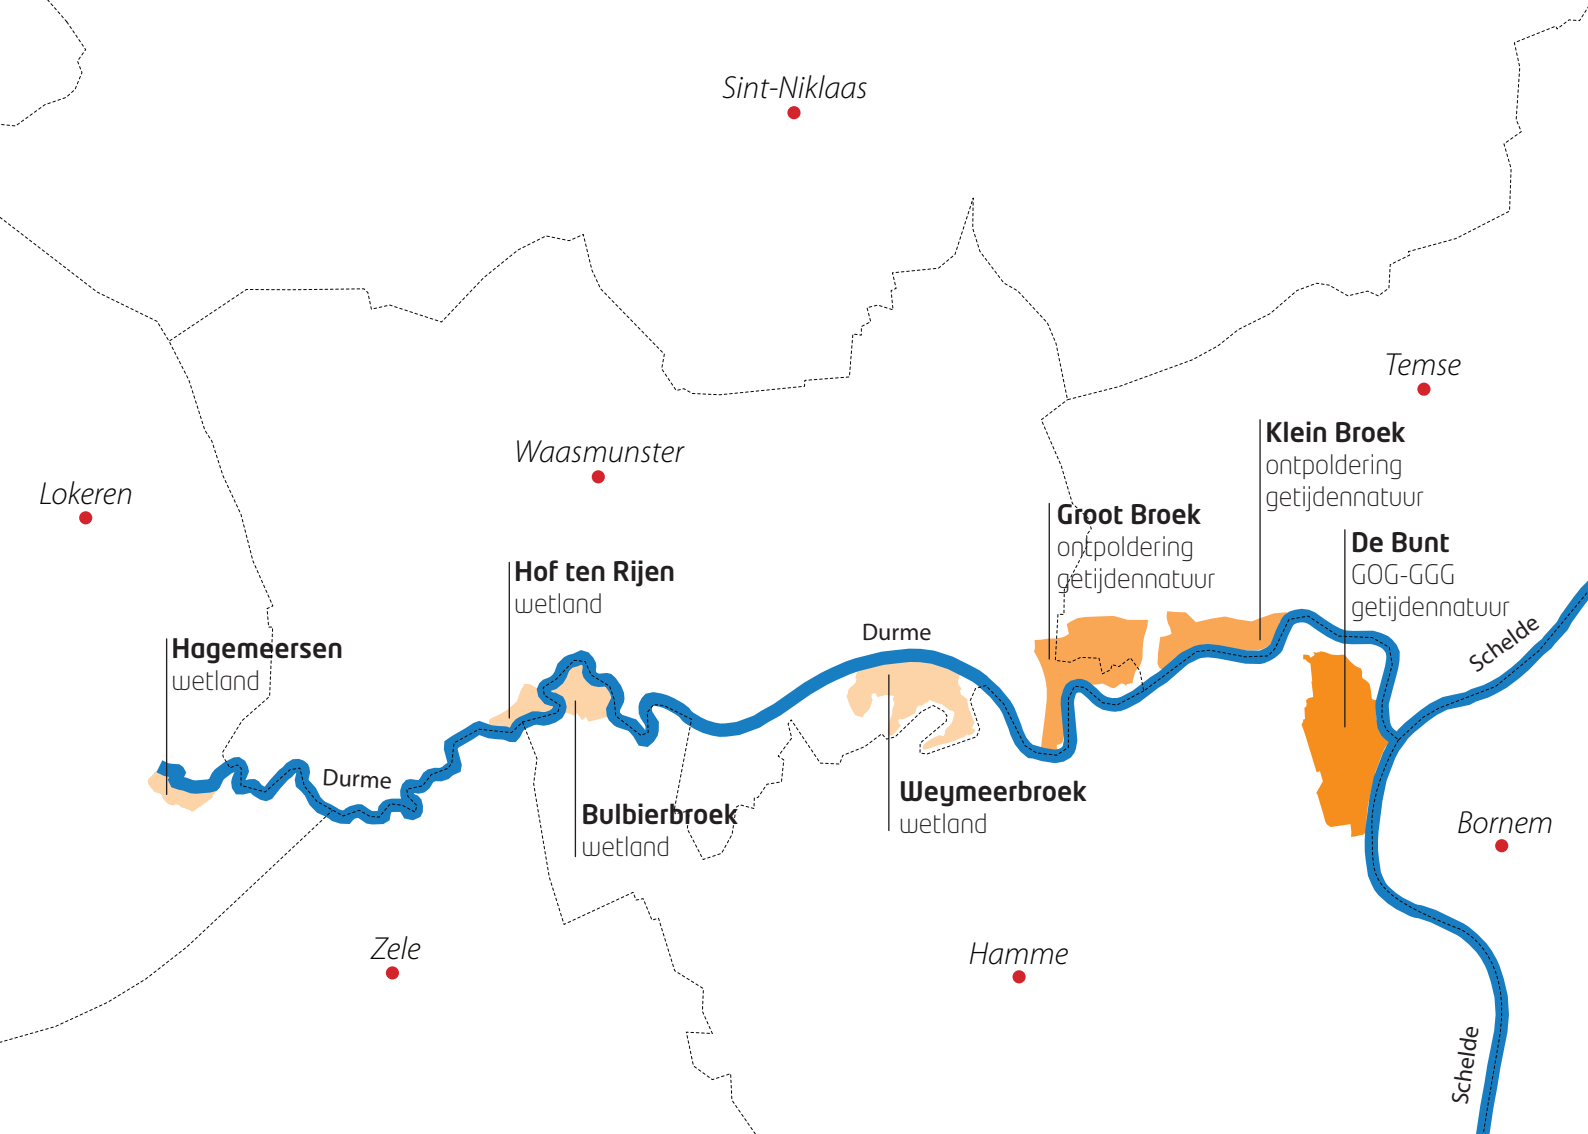 Sint-Niklaas
Temse
Waasmunster
Lokeren
Klein Broek
ontpoldering
getijdennatuur
Groot Broek
ontpoldering
getijdennatuur
De Bunt
GOG-GGG
getijdennatuur
Hof ten Rijen
wetland
Hagemeersen
wetland
Durme
Schelde
Durme
Weymeerbroek
wetland
Bulbierbroek
wetland
Bornem
Zele
Hamme
Schelde